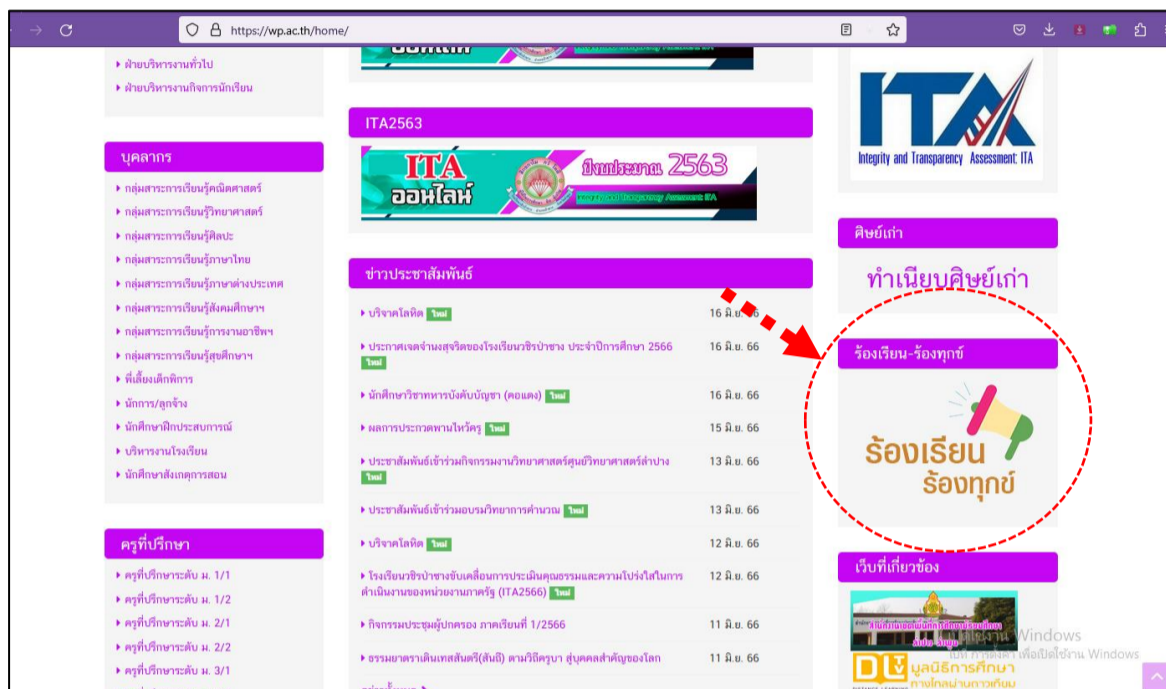 https://wp.ac.th/home/
ฝ่ายบริหารงานทั่วไป
ฝ่ายบริหารงานกิจการนักเรียน
บุคลากร
กลุ่มสาระการเรียนรู้คณิตศาสตร์
กลุ่มสาระการเรียนรู้วิทยาศาสตร์
กลุ่มสาระการเรียนรู้ศิลปะ
กลุ่มสาระการเรียนรู้ภาษาไทย
กลุ่มสาระการเรียนรู้ภาษาต่างประเทศ
กลุ่มสาระการเรียนรู้สังคมศึกษาฯ
กลุ่มสาระการเรียนรู้การงานอาชีพฯ
กลุ่มสาระการเรียนรู้สุขศึกษาฯ
พี่เลี้ยงเด็กพิการ
นักการ/ลูกจ้าง
นักศึกษาฝึกประสบการณ์
บริหารงานโรงเรียน
นักศึกษาสังเกตุการสอน
ครูที่ปรึกษา
ครูที่ปรึกษาระดับ ม. 1/1
ครูที่ปรึกษาระดับ ม. 1/2
ครูที่ปรึกษาระดับ ม. 2/1
ครูที่ปรึกษาระดับ ม. 2/2
ครูที่ปรึกษาระดับ ม. 3/1
ITA2563
ITA
ออนไลน์
ปีงบประมาณ 2563
Integrity and Transparency Assessment: ITA
ข่าวประชาสัมพันธ์
บริจาคโลหิต ใหม่ 16 มิ.ย. 66
ประกาศเจตจำนงสุจริตของโรงเรียนวชิรป่าซาง ประจำปีการศึกษา 2566 16 มิ.ย. 66
ใหม่
นักศึกษาวิชาทหารบังคับบัญชา (คอแดง) ใหม่ 16 มิ.ย. 66
ผลการประกวดพานไหว้ครู ใหม่ 15 มิ.ย. 66
ประชาสัมพันธ์เข้าร่วมกิจกรรมงานวิทยาศาสตร์ศูนย์วิทยาศาสตร์ลำปาง 13 มิ.ย. 66
ใหม่
ประชาสัมพันธ์เข้าร่วมอบรมวิทยาการคำนวณ ใหม่ 13 มิ.ย. 66
บริจาคโลหิต ใหม่ 12 มิ.ย. 66
โรงเรียนวชิรป่าซางขับเคลื่อนการประเมินคุณธรรมและความโปร่งใสในการ 12 มิ.ย. 66
ดำเนินงานของหน่วยงานภาครัฐ (ITA2566) ใหม่
กิจกรรมประชุมผู้ปกครอง ภาคเรียนที่ 1/2566 11 มิ.ย. 66
ธรรมยาตราเดินเทสสันตรี(สันถี) ตามวิถีครูบา สู่บุคคลสำคัญของโลก 11 มิ.ย. 66
ITA
Integrity and Transparency Assessment: ITA
ศิษย์เก่า
ทำเนียบศิษย์เก่า
ร้องเรียน-ร้องทุกข์
ร้องเรียน
ร้องทุกข์
เว็บที่เกี่ยวข้อง
มูลนิธิการศึกษา
ทางไกลผ่านดาวเทียม